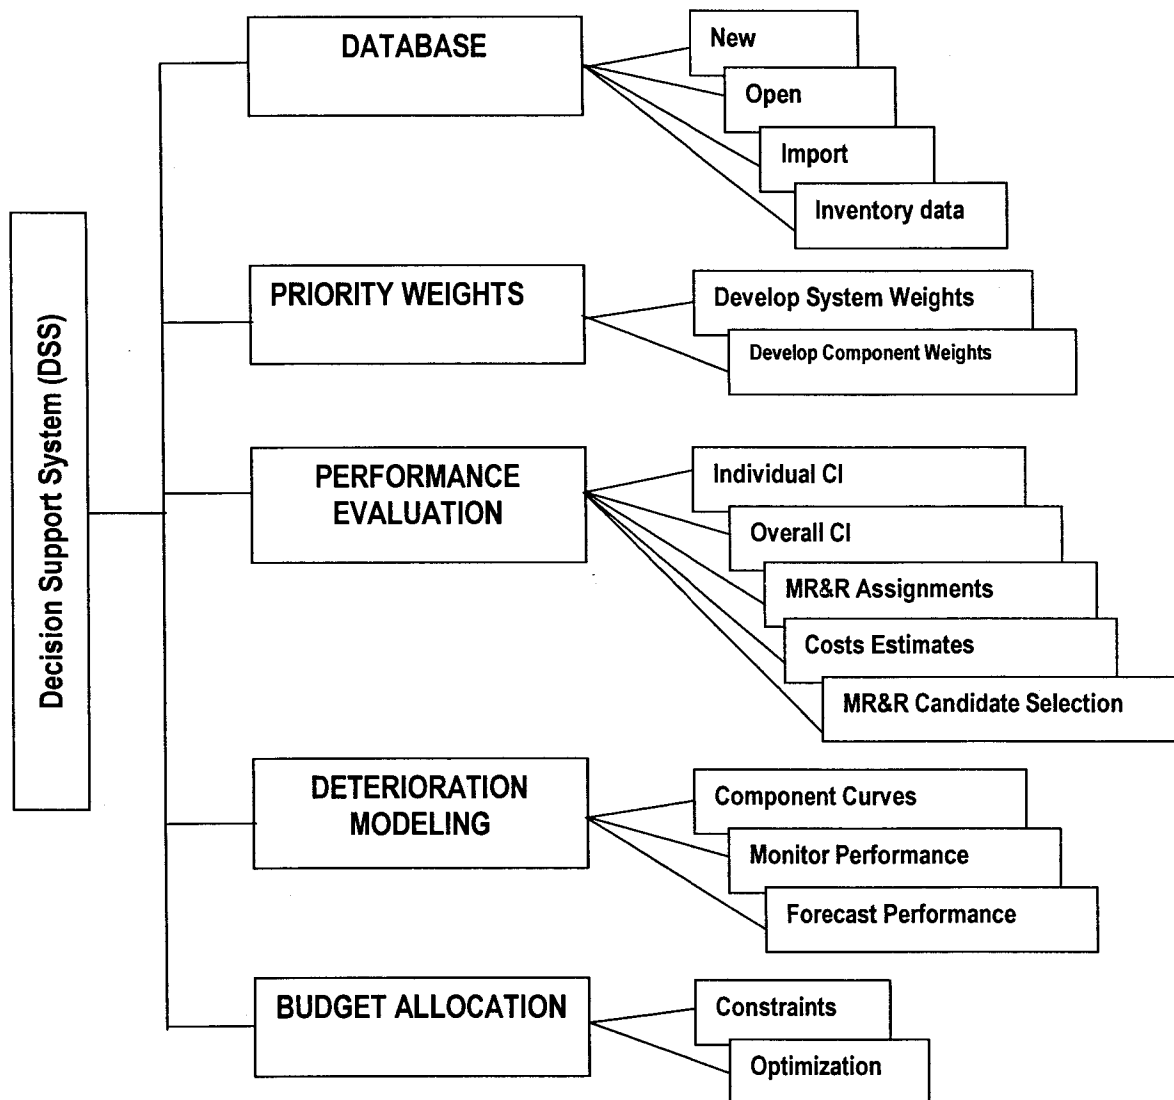 Decision Support System (DSS)
DATABASE
New
Open
Import
Inventory data
PRIORITY WEIGHTS
Develop System Weights
Develop Component Weights
PERFORMANCE
EVALUATION
Individual CI
Overall CI
MR&R Assignments
Costs Estimates
MR&R Candidate Selection
DETERIORATION
MODELING
Component Curves
Monitor Performance
Forecast Performance
BUDGET ALLOCATION
Constraints
Optimization